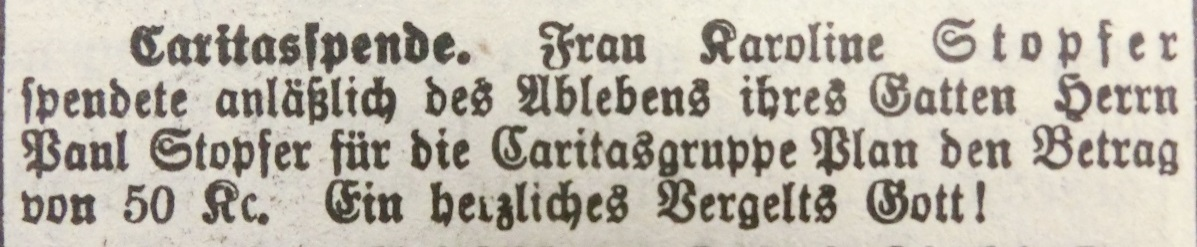 Caritasspende. Frau Karoline Stopfer
spendete anläßlich des Ablebens ihres Gatten Herrn
Paul Stopfer für die Caritasgruppe Plan den Betrag
von 50 Kc. Ein herzliches Vergelts Gott!